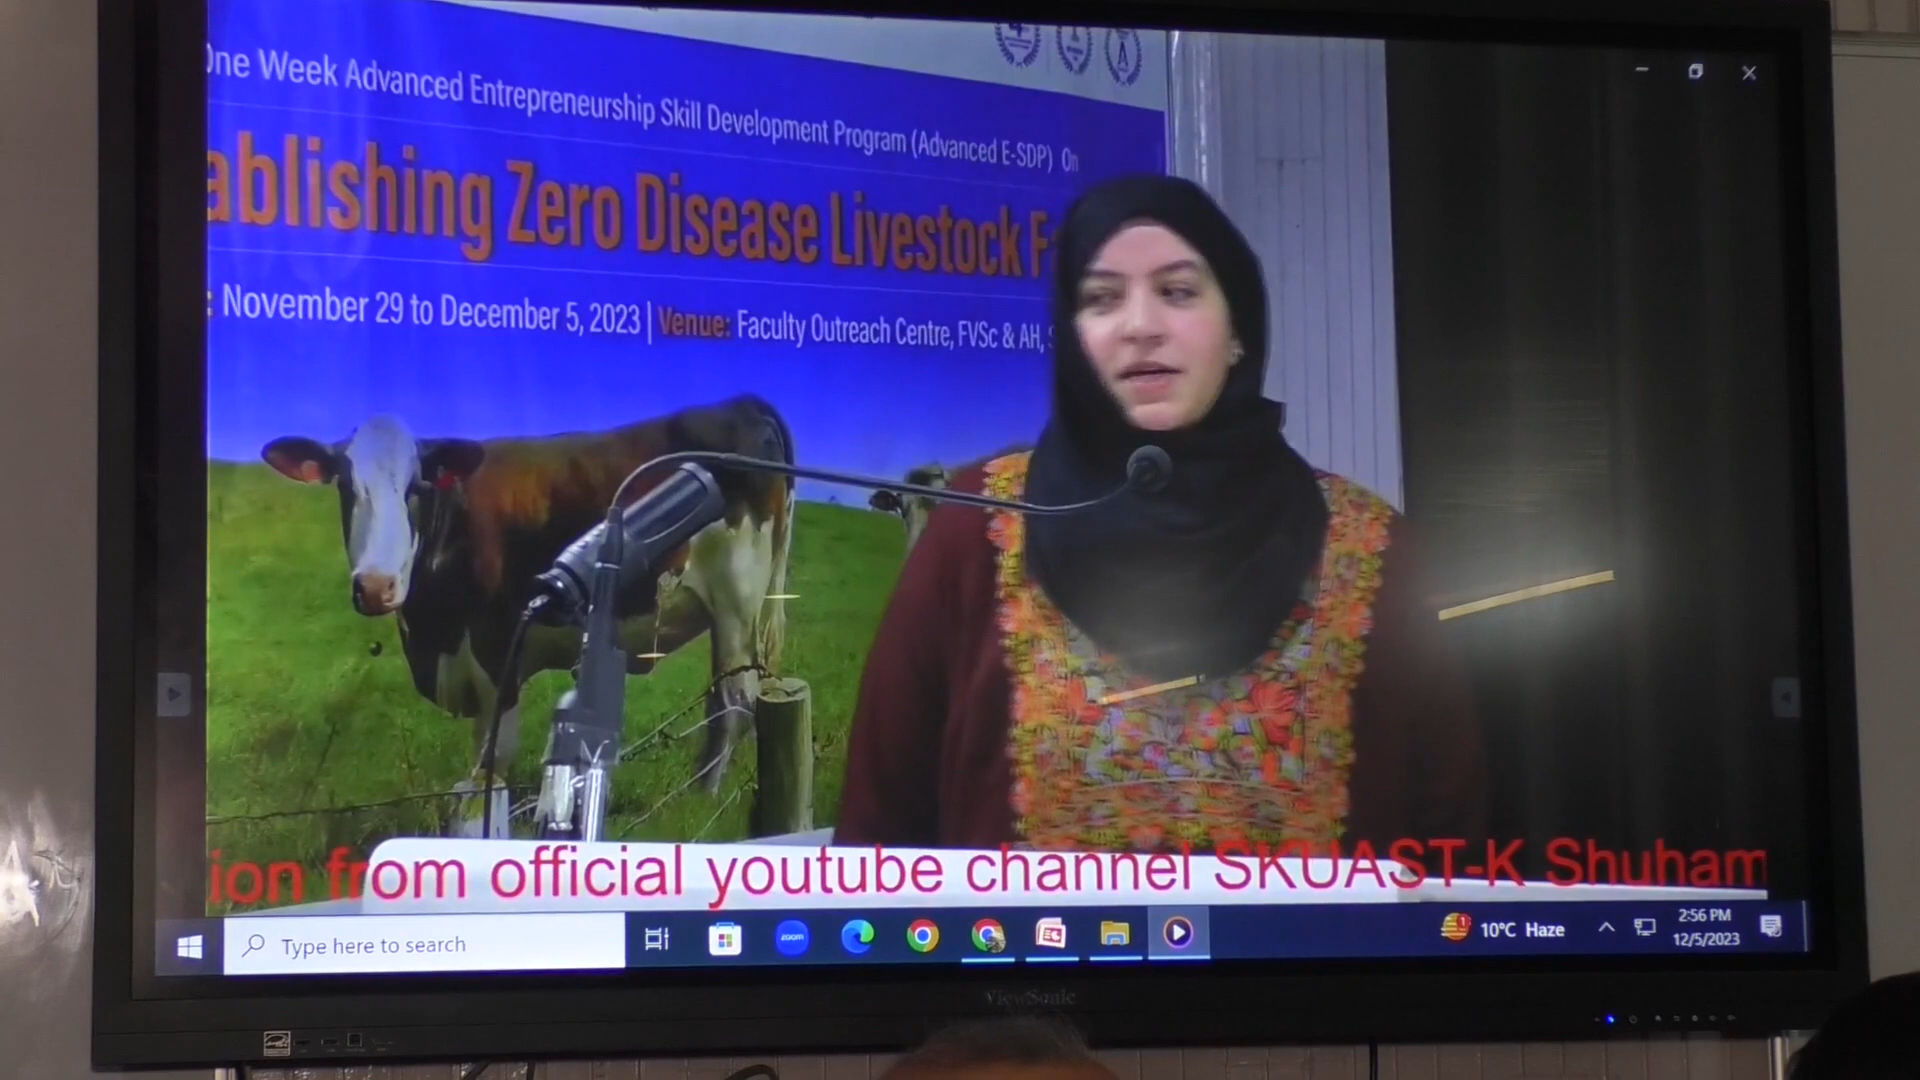 One Week Advanced Entrepreneurship Skill Development Program (Advanced E-SDP) On
ablishing Zero Disease Livestock F
: November 29 to December 5, 2023 | Venue: Faculty Outreach Centre, FVSc & AH,
ion from official youtube channel SKUAST-K Shuham
Type here to search
zoom
1
10°C Haze
2:56 PM
12/5/2023
ViewSonic